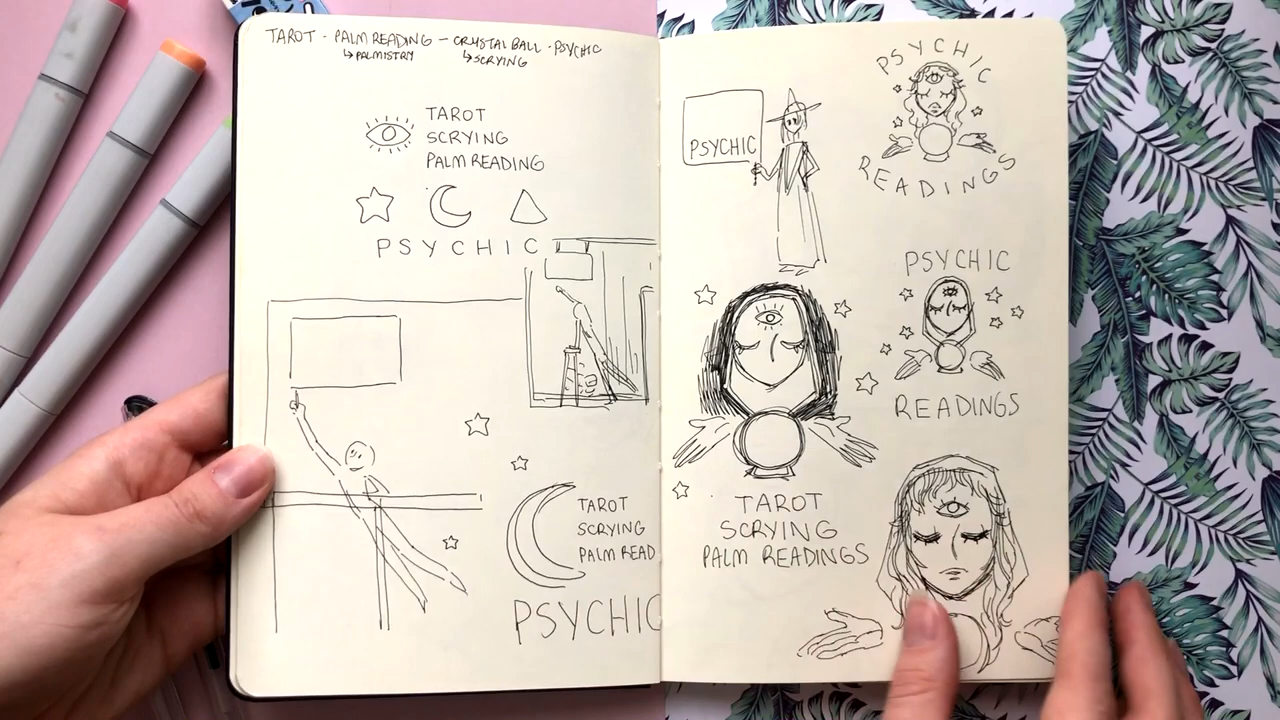 TAROT - PALM READING - CRYSTAL BALL - PSYCHIC
↳PALMISTRY ↳SCRYING
TAROT
SCRYING
PALM READING
PSYCHIC
TAROT
SCRYING
PALM READ
PSYCHIC
PSYCHIC
PSYCHIC
READINGS
PSYCHIC
READINGS
TAROT
SCRYING
PALM READINGS